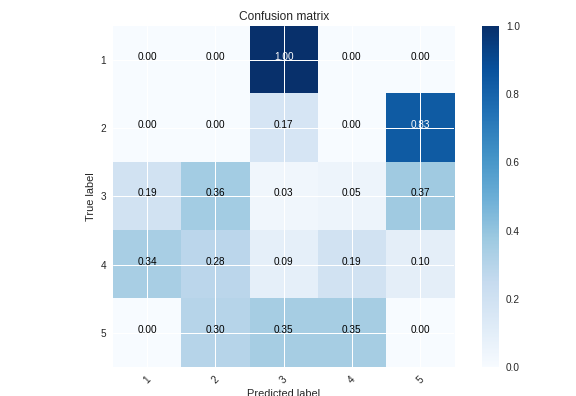 Confusion matrix
1.0
1 0.00 0.00 1.00 0.00 0.00
0.8
2 0.00 0.00 0.17 0.00 0.83
0.6
True label
3 0.19 0.36 0.03 0.05 0.37
0.4
4 0.34 0.28 0.09 0.19 0.10
0.2
5 0.00 0.30 0.35 0.35 0.00
0.0
1 2 3 4 5
Predicted label